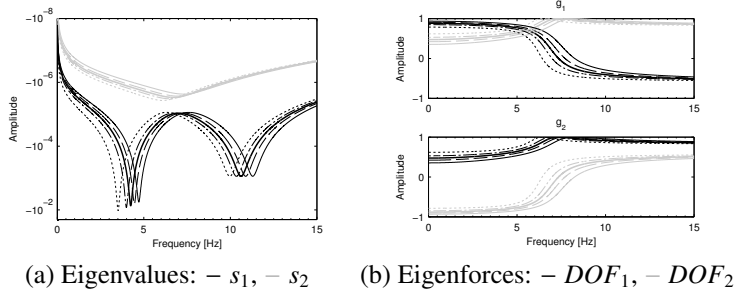 −10⁻⁸
−10⁻⁶
−10⁻⁴
−10⁻²
Amplitude
0 5 10 15
Frequency [Hz]
g₁
1
0
−1
Amplitude
0 5 10 15
g₂
1
0
−1
Amplitude
0 5 10 15
Frequency [Hz]
(a) Eigenvalues: − s₁, − s₂
(b) Eigenforces: − DOF₁, − DOF₂